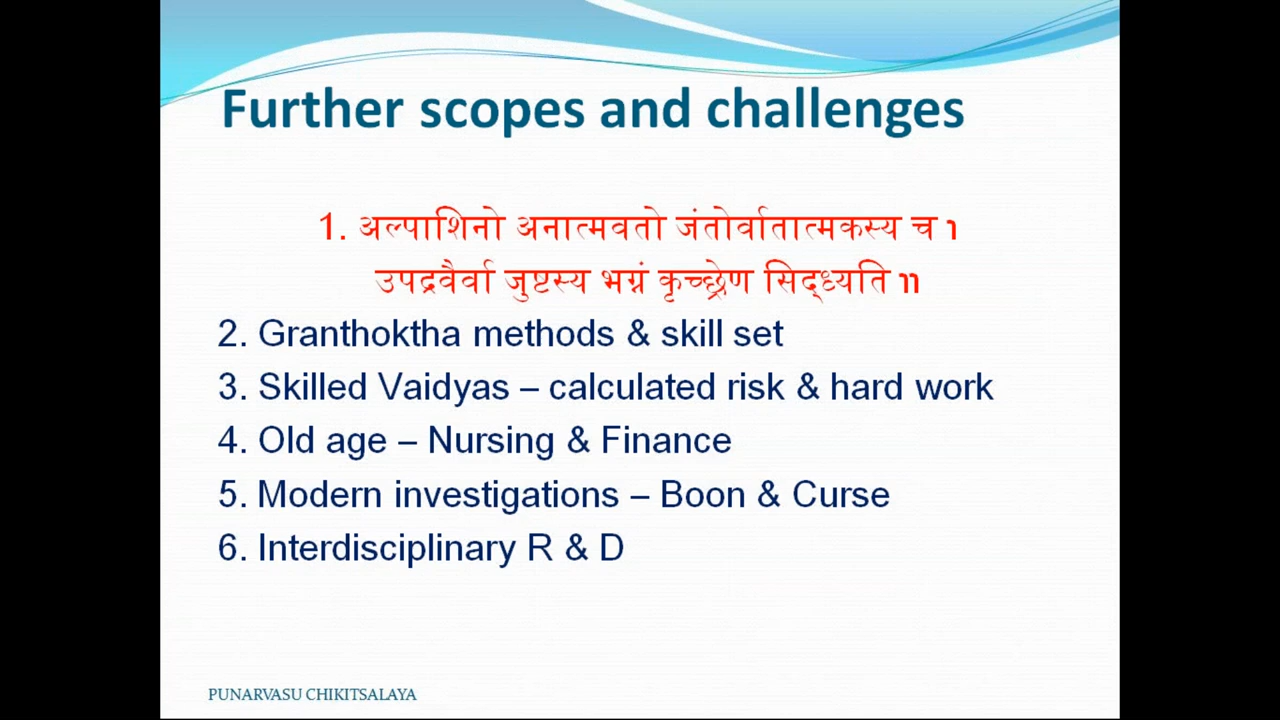 Further scopes and challenges
1. अल्पाशिनो अनात्मवतो जंतोर्वातात्मकस्य च ।
उपद्रवैर्वा जुष्टस्य भग्नं कृच्छ्रेण सिद्ध्यति ॥
2. Granthoktha methods & skill set
3. Skilled Vaidyas – calculated risk & hard work
4. Old age – Nursing & Finance
5. Modern investigations – Boon & Curse
6. Interdisciplinary R & D
PUNARVASU CHIKITSALAYA